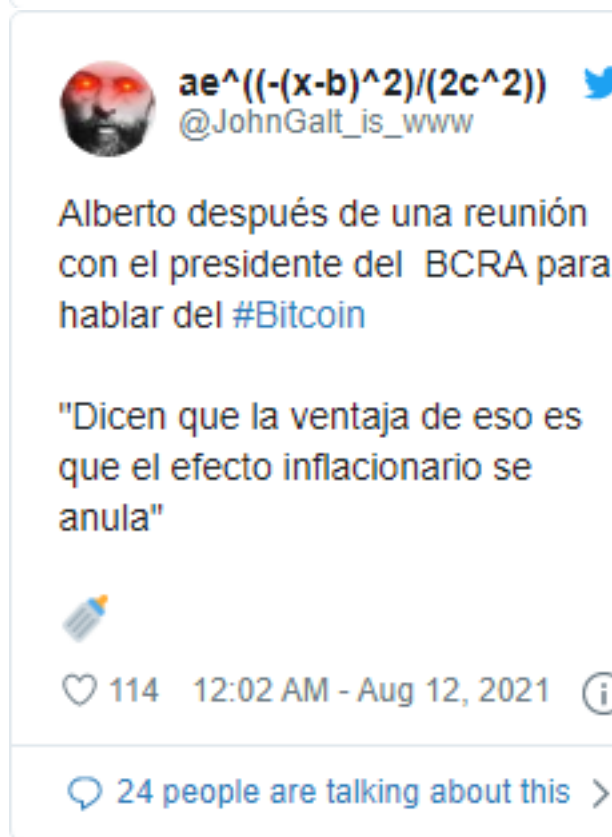 ae^((-(x-b)^2)/(2c^2))
@JohnGalt_is_www
Alberto después de una reunión
con el presidente del  BCRA para
hablar del #Bitcoin
"Dicen que la ventaja de eso es
que el efecto inflacionario se
anula"
114 12:02 AM - Aug 12, 2021
24 people are talking about this